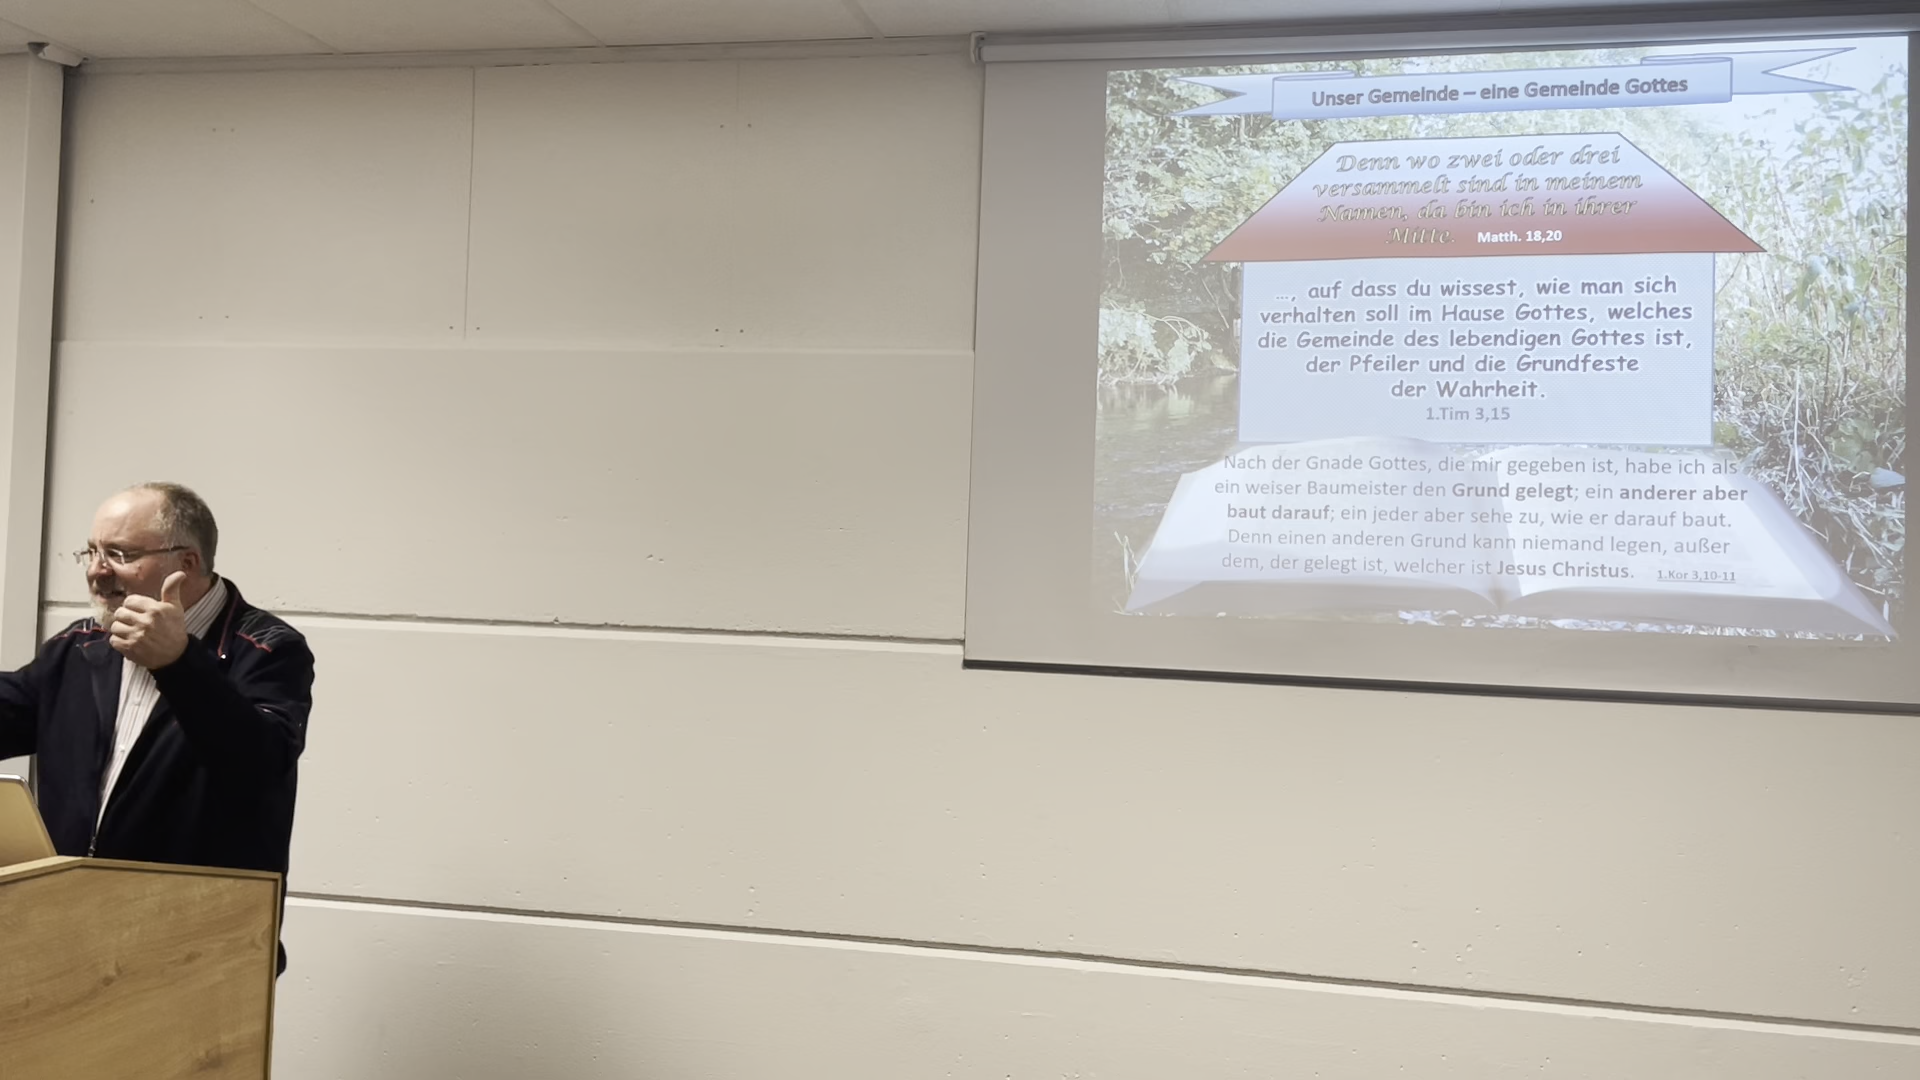 Unser Gemeinde – eine Gemeinde Gottes
Denn wo zwei oder drei
versammelt sind in meinem
Namen, da bin ich in ihrer
Mitte. Matth. 18,20
..., auf dass du wissest, wie man sich
verhalten soll im Hause Gottes, welches
die Gemeinde des lebendigen Gottes ist,
der Pfeiler und die Grundfeste
der Wahrheit.
1.Tim 3,15
Nach der Gnade Gottes, die mir gegeben ist, habe ich als
ein weiser Baumeister den Grund gelegt; ein anderer aber
baut darauf; ein jeder aber sehe zu, wie er darauf baut.
Denn einen anderen Grund kann niemand legen, außer
dem, der gelegt ist, welcher ist Jesus Christus. 1.Kor 3,10-11